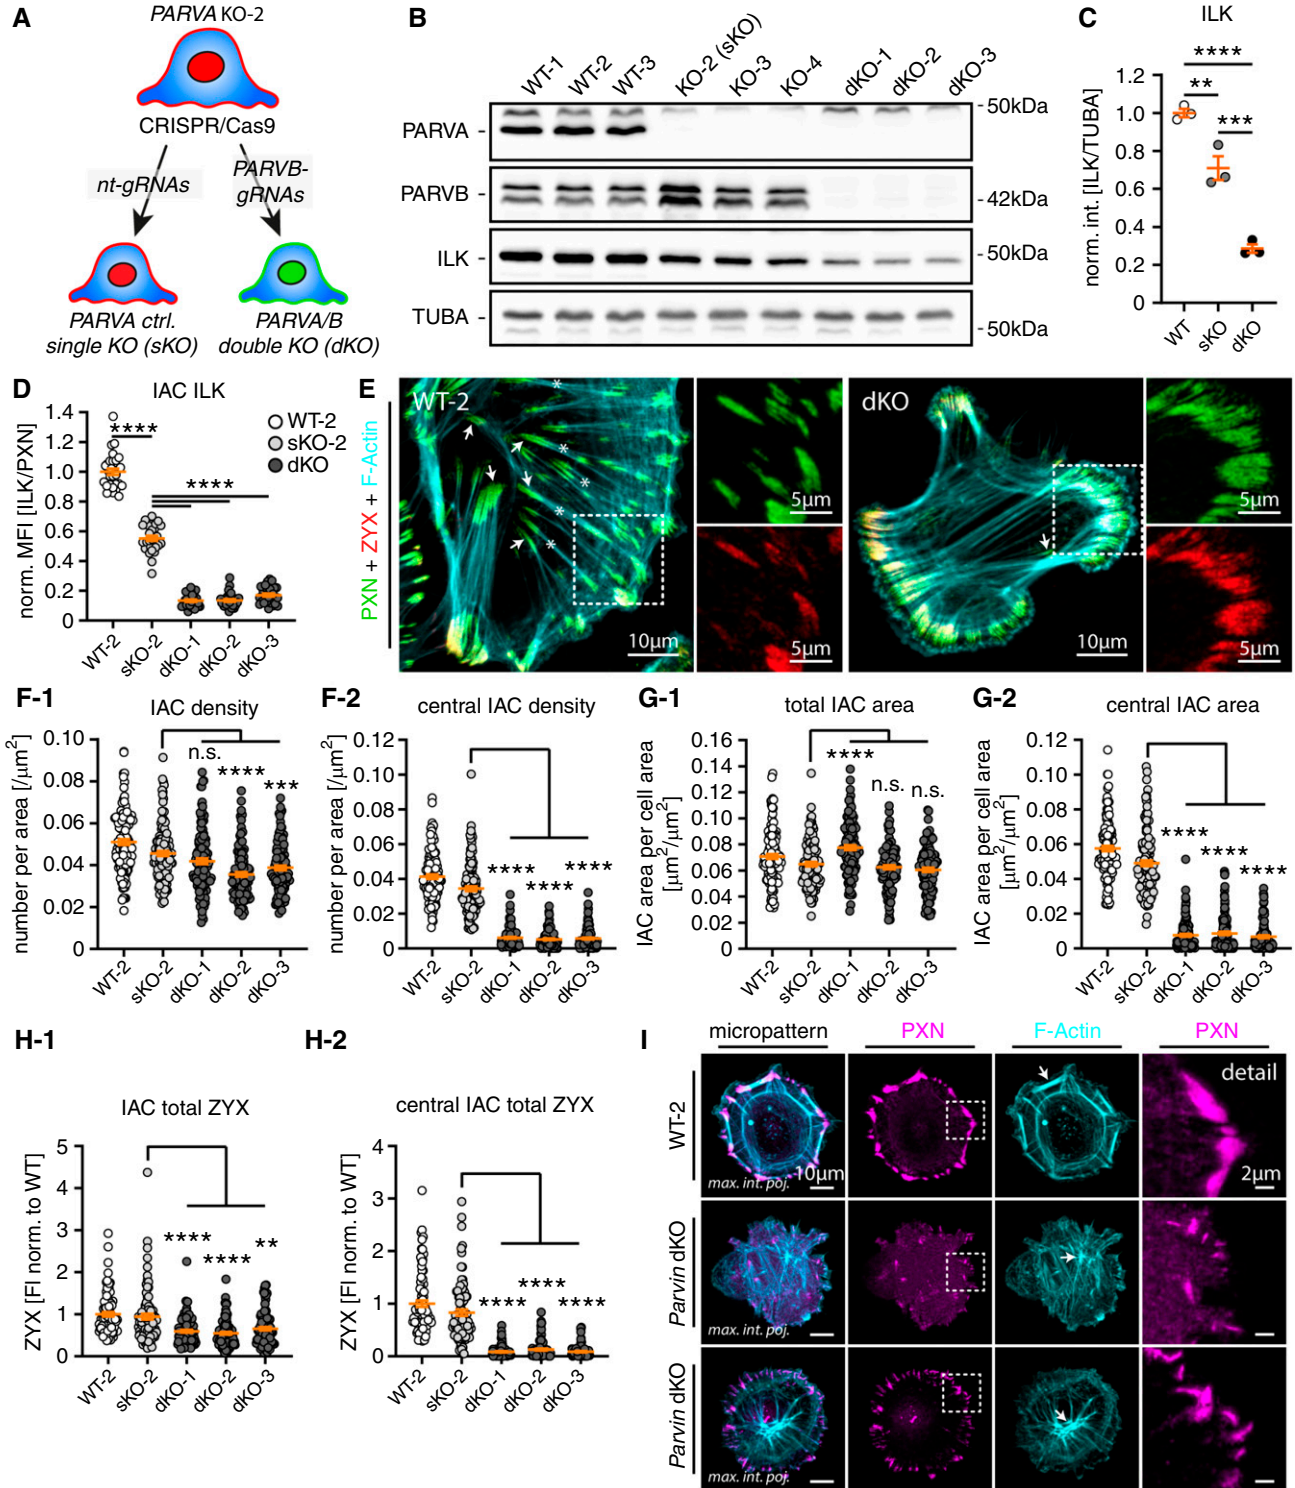 A
PARVA KO-2
CRISPR/Cas9
nt-gRNAs
PARVB-
gRNAs
PARVA ctrl.
single KO (sKO)
PARVA/B
double KO (dKO)
B
WT-1
WT-2
WT-3
KO-2 (sKO)
KO-3
KO-4
dKO-1
dKO-2
dKO-3
PARVA -
- 50kDa
PARVB -
- 42kDa
ILK -
- 50kDa
TUBA -
- 50kDa
C
ILK
****
**
***
norm. int. [ILK/TUBA]
1.2
1.0
0.8
0.6
0.4
0.2
0
WT
sKO
dKO
D
IAC ILK
norm. MFI [ILK/PXN]
1.4
1.2
1.0
0.8
0.6
0.4
0.2
0
****
****
WT-2
sKO-2
dKO
WT-2
sKO-2
dKO-1
dKO-2
dKO-3
E
PXN + ZYX + F-Actin
WT-2
*
*
*
*
*
10μm
5μm
5μm
dKO
10μm
5μm
5μm
F-1
IAC density
number per area [/μm²]
0.10
0.08
0.06
0.04
0.02
0
n.s.
****
***
WT-2
sKO-2
dKO-1
dKO-2
dKO-3
F-2
central IAC density
number per area [/μm²]
0.12
0.10
0.08
0.06
0.04
0.02
0
****
****
****
WT-2
sKO-2
dKO-1
dKO-2
dKO-3
G-1
total IAC area
IAC area per cell area
[μm²/μm²]
0.16
0.14
0.12
0.10
0.08
0.06
0.04
0.02
0
****
n.s.
n.s.
WT-2
sKO-2
dKO-1
dKO-2
dKO-3
G-2
central IAC area
IAC area per cell area
[μm²/μm²]
0.12
0.10
0.08
0.06
0.04
0.02
0
****
****
****
WT-2
sKO-2
dKO-1
dKO-2
dKO-3
H-1
IAC total ZYX
ZYX [FI norm. to WT]
5
4
3
2
1
0
****
****
**
WT-2
sKO-2
dKO-1
dKO-2
dKO-3
H-2
central IAC total ZYX
ZYX [FI norm. to WT]
4
3
2
1
0
****
****
****
WT-2
sKO-2
dKO-1
dKO-2
dKO-3
I
micropattern
PXN
F-Actin
PXN
WT-2
max. int. poj.
10μm
detail
2μm
Parvin dKO
max. int. poj.
Parvin dKO
max. int. poj.